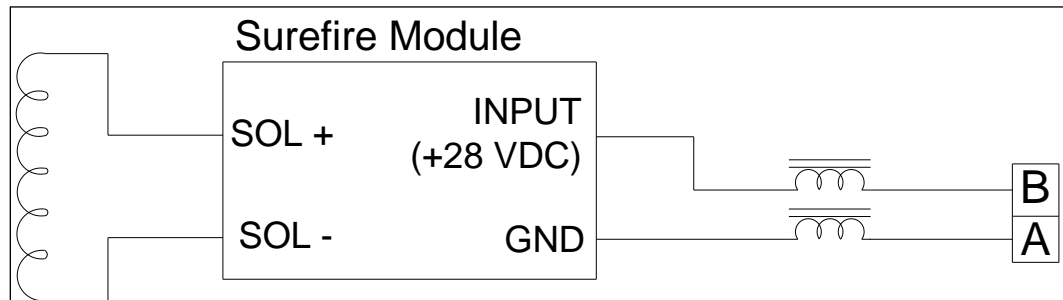 Surefire Module
SOL +
INPUT
(+28 VDC)
B
SOL -
GND
A